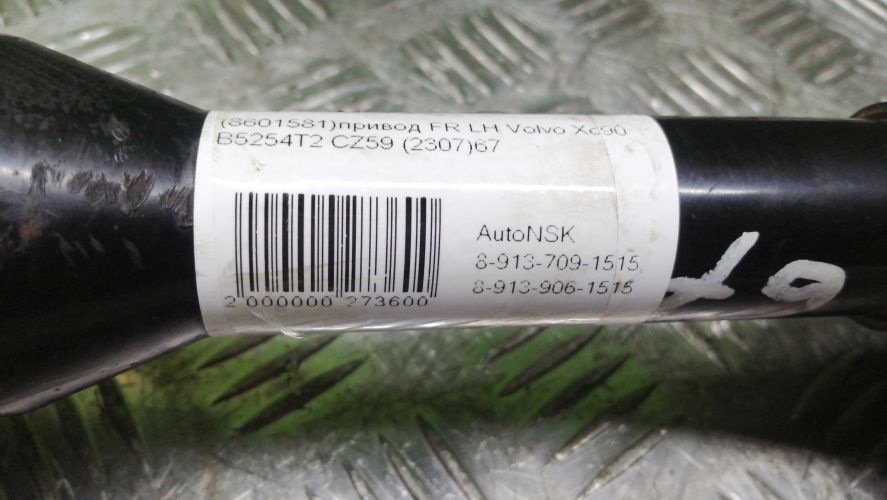 (8601581)привод FR LH Volvo Xc90
B5254T2 CZ59 (2307)67
AutoNSK
8-913-709-1515
8-913-906-1515
2 000000 273600